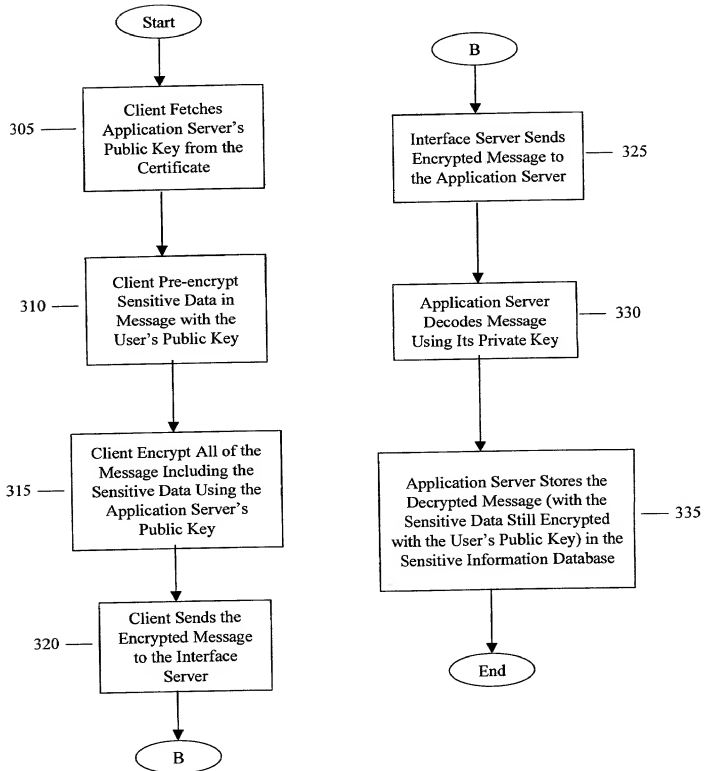 Start
305
Client Fetches
Application Server's
Public Key from the
Certificate
310
Client Pre-encrypt
Sensitive Data in
Message with the
User's Public Key
315
Client Encrypt All of the
Message Including the
Sensitive Data Using the
Application Server's
Public Key
320
Client Sends the
Encrypted Message
to the Interface
Server
B
B
Interface Server Sends
Encrypted Message to
the Application Server
325
Application Server
Decodes Message
Using Its Private Key
330
Application Server Stores the
Decrypted Message (with the
Sensitive Data Still Encrypted
with the User's Public Key) in the
Sensitive Information Database
335
End